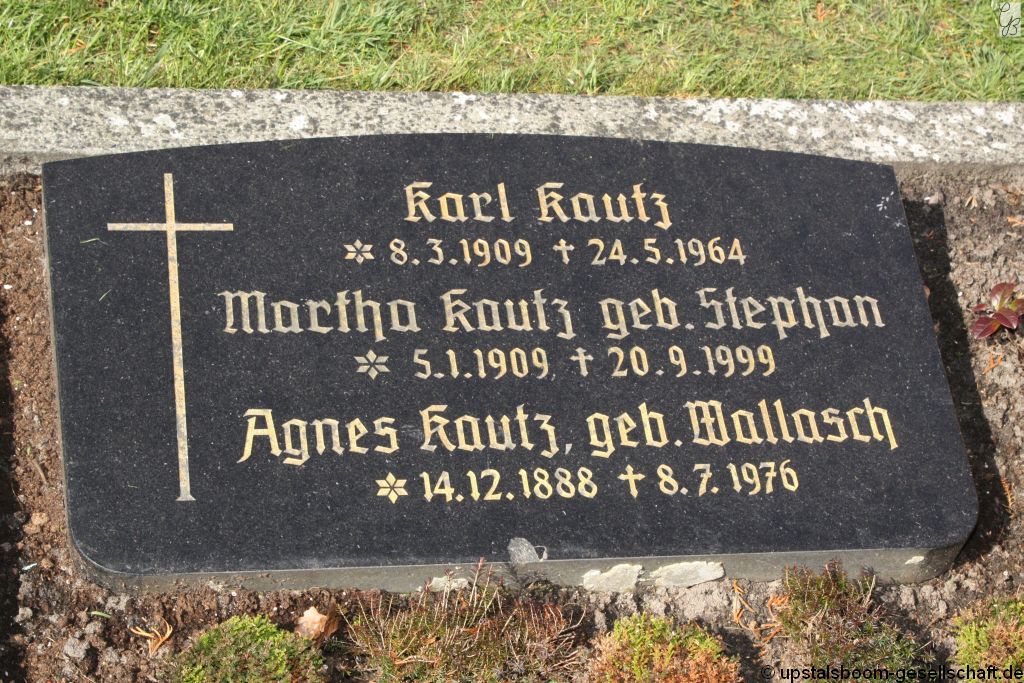 Karl Kautz
* 8.3.1909 † 24.5.1964
Martha Kautz geb. Stephan
* 5.1.1909 † 20.9.1999
Agnes Kautz, geb. Wallasch
* 14.12.1888 † 8.7.1976
© upstalsboom-gesellschaft.de